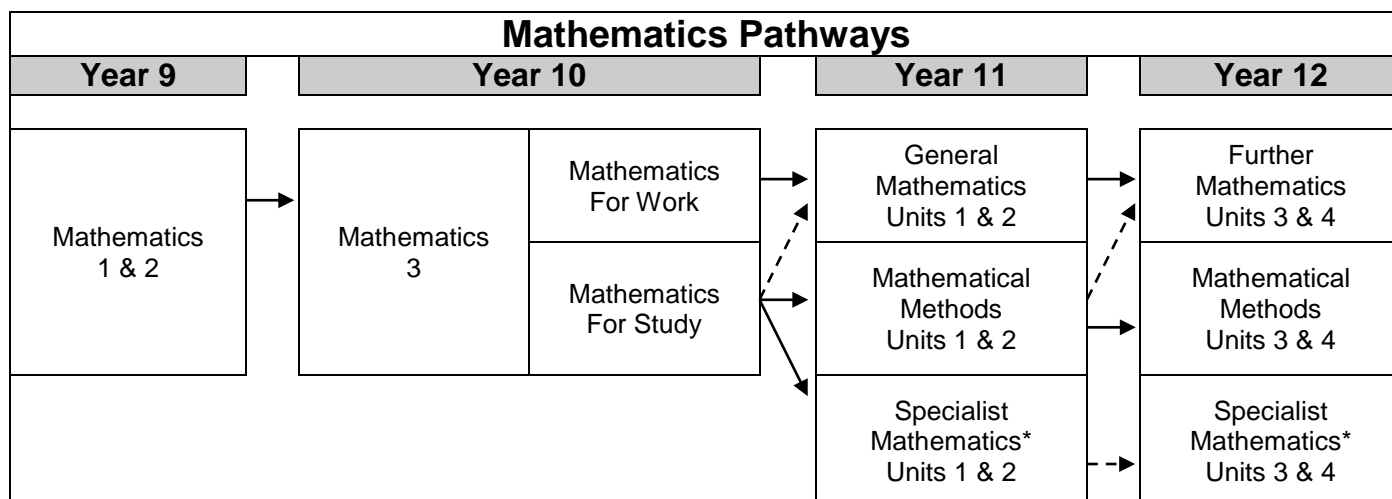 Mathematics Pathways
Year 9
Year 10
Year 11
Year 12
Mathematics
1 & 2
Mathematics
3
Mathematics
For Work
Mathematics
For Study
General
Mathematics
Units 1 & 2
Mathematical
Methods
Units 1 & 2
Specialist
Mathematics*
Units 1 & 2
Further
Mathematics
Units 3 & 4
Mathematical
Methods
Units 3 & 4
Specialist
Mathematics*
Units 3 & 4